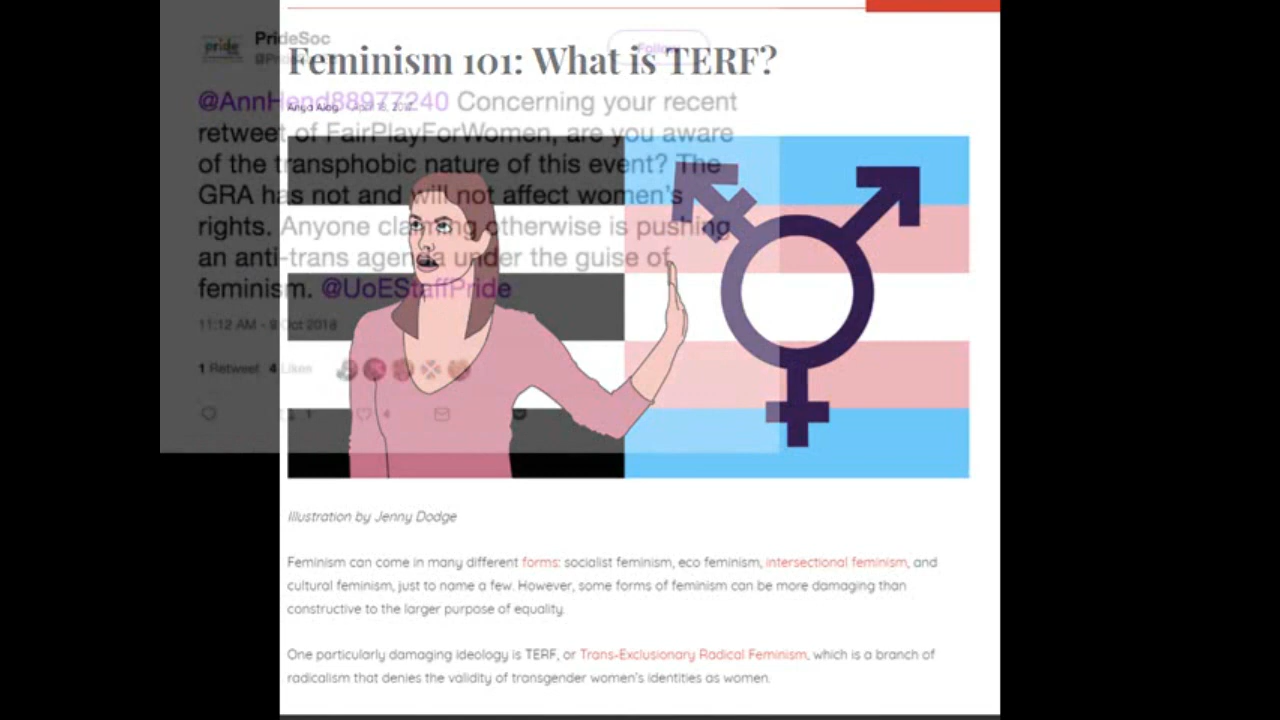 pride
PrideSoc
Follow
Feminism 101: What is TERF?
@AnnHend88977240 Concerning your recent
retweet of FairPlayForWomen, are you aware
of the transphobic nature of this event? The
GRA has not and will not affect women's
rights. Anyone claiming otherwise is pushing
an anti-trans agenda under the guise of
feminism. @UoEStaffPride
11:12 AM - 9 Oct 2018
1 Retweet 4 Likes
1 4
Illustration by Jenny Dodge
Feminism can come in many different forms: socialist feminism, eco feminism, intersectional feminism, and
cultural feminism, just to name a few. However, some forms of feminism can be more damaging than
constructive to the larger purpose of equality.
One particularly damaging ideology is TERF, or Trans-Exclusionary Radical Feminism, which is a branch of
radicalism that denies the validity of transgender women's identities as women.